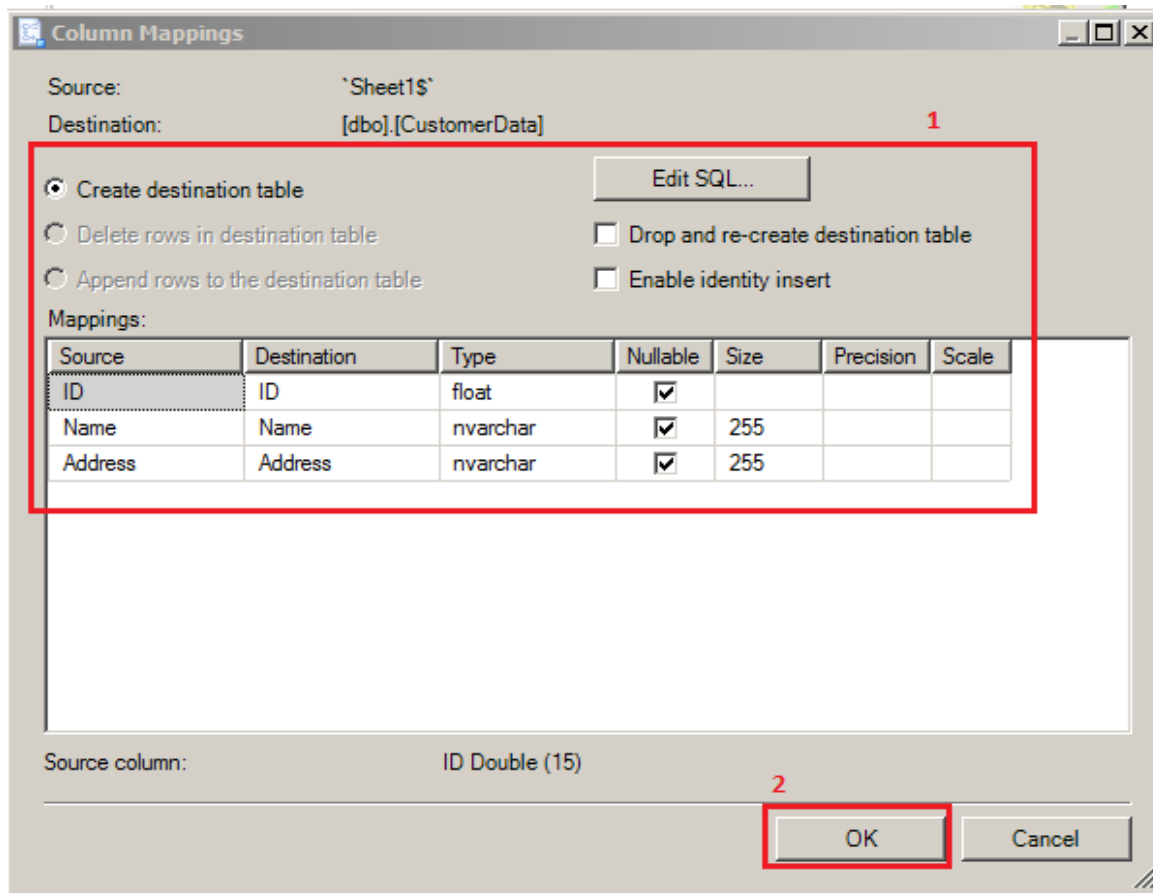 Column Mappings
Source: `Sheet1$`
Destination: [dbo].[CustomerData]
1
Create destination table Edit SQL...
Delete rows in destination table Drop and re-create destination table
Append rows to the destination table Enable identity insert
Mappings:
Source Destination Type Nullable Size Precision Scale
ID ID float
Name Name nvarchar 255
Address Address nvarchar 255
Source column: ID Double (15)
2
OK Cancel